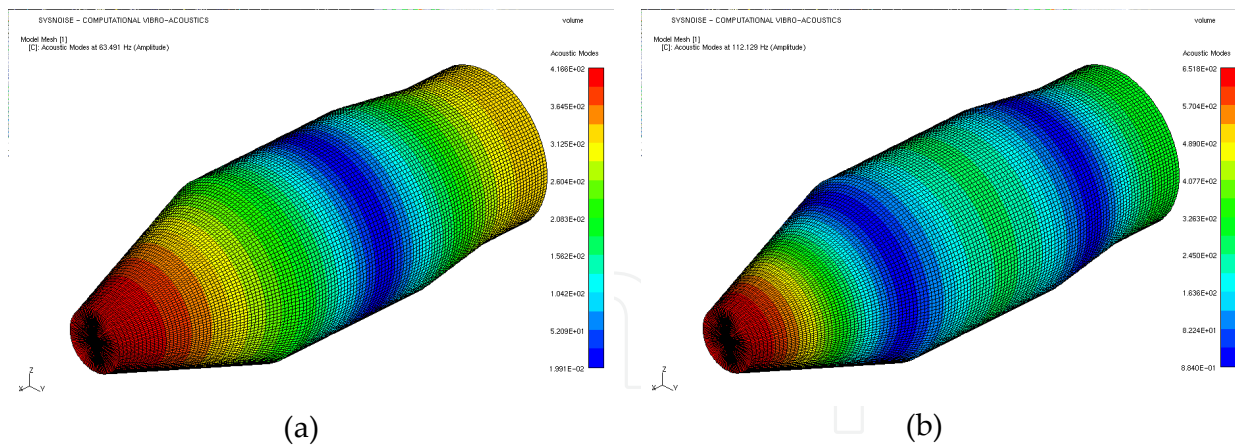 SYSNOISE - COMPUTATIONAL VIBRO-ACOUSTICS
volume
Model Mesh [1]
[C]: Acoustic Modes at 63.491 Hz (Amplitude)
Acoustic Modes
4.166E+02
3.645E+02
3.125E+02
2.604E+02
2.083E+02
1.562E+02
1.042E+02
5.209E+01
1.991E-02
Z
X
Y
(a)
SYSNOISE - COMPUTATIONAL VIBRO-ACOUSTICS
volume
Model Mesh [1]
[C]: Acoustic Modes at 112.129 Hz (Amplitude)
Acoustic Modes
6.518E+02
5.704E+02
4.890E+02
4.077E+02
3.263E+02
2.450E+02
1.636E+02
8.224E+01
8.840E-01
Z
X
Y
(b)